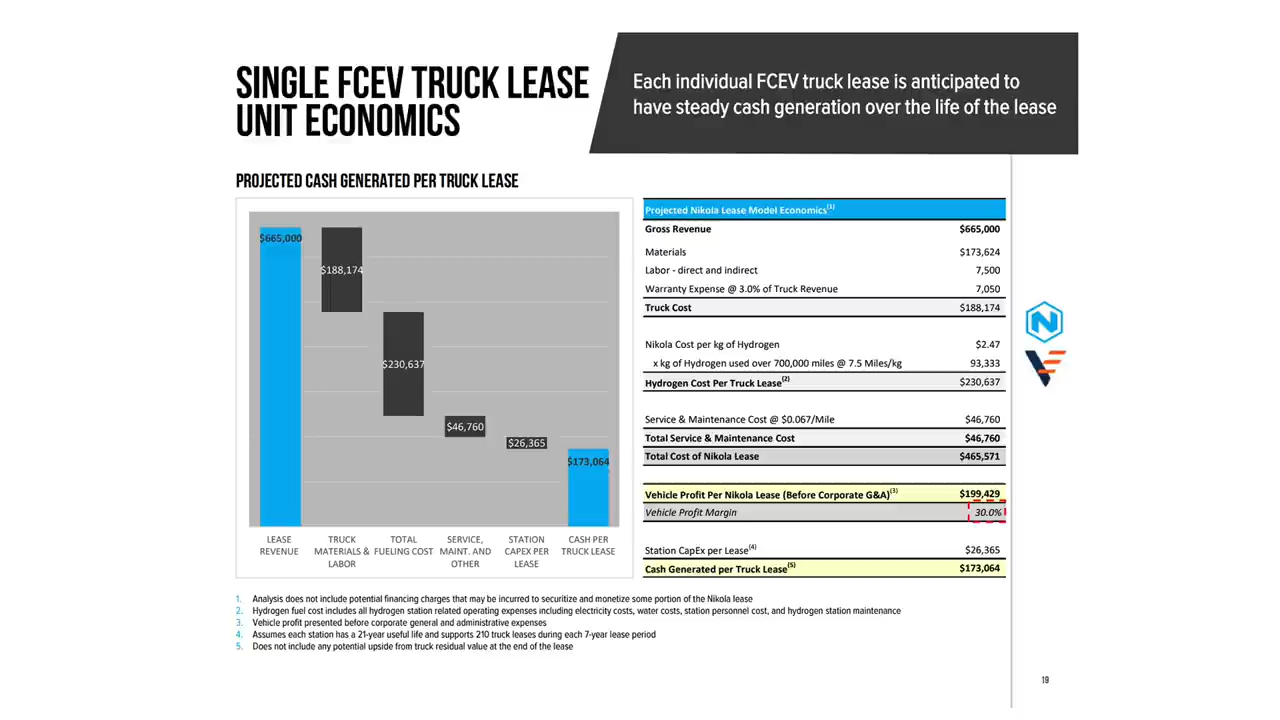 SINGLE FCEV TRUCK LEASE
UNIT ECONOMICS
Each individual FCEV truck lease is anticipated to
have steady cash generation over the life of the lease
PROJECTED CASH GENERATED PER TRUCK LEASE
$665,000
$188,174
$230,637
$46,760
$26,365
$173,064
LEASE REVENUE
TRUCK MATERIALS & LABOR
TOTAL FUELING COST
SERVICE, MAINT. AND OTHER
STATION CAPEX PER LEASE
CASH PER TRUCK LEASE
Projected Nikola Lease Model Economics(1)
Gross Revenue $665,000
Materials $173,624
Labor - direct and indirect 7,500
Warranty Expense @ 3.0% of Truck Revenue 7,050
Truck Cost $188,174
Nikola Cost per kg of Hydrogen $2.47
x kg of Hydrogen used over 700,000 miles @ 7.5 Miles/kg 93,333
Hydrogen Cost Per Truck Lease(2) $230,637
Service & Maintenance Cost @ $0.067/Mile $46,760
Total Service & Maintenance Cost $46,760
Total Cost of Nikola Lease $465,571
Vehicle Profit Per Nikola Lease (Before Corporate G&A)(3) $199,429
Vehicle Profit Margin 30.0%
Station CapEx per Lease(4) $26,365
Cash Generated per Truck Lease(5) $173,064
N
1. Analysis does not include potential financing charges that may be incurred to securitize and monetize some portion of the Nikola lease
2. Hydrogen fuel cost includes all hydrogen station related operating expenses including electricity costs, water costs, station personnel cost, and hydrogen station maintenance
3. Vehicle profit presented before corporate general and administrative expenses
4. Assumes each station has a 21-year useful life and supports 210 truck leases during each 7-year lease period
5. Does not include any potential upside from truck residual value at the end of the lease
19